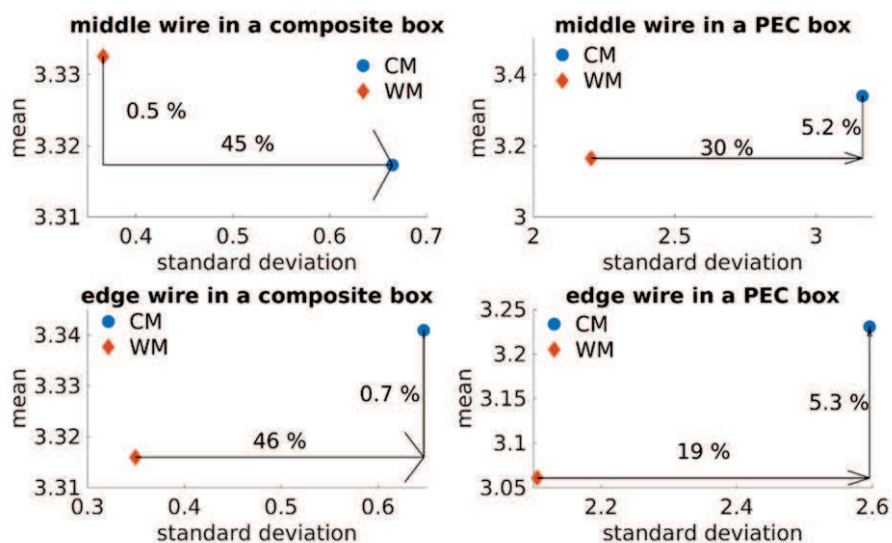 middle wire in a composite box
mean
3.33
3.32
3.31
CM
WM
0.5 %
45 %
0.4 0.5 0.6 0.7
standard deviation
middle wire in a PEC box
mean
3.4
3.2
3
CM
WM
5.2 %
30 %
2 2.5 3
standard deviation
edge wire in a composite box
mean
3.34
3.33
3.32
3.31
CM
WM
0.7 %
46 %
0.3 0.4 0.5 0.6
standard deviation
edge wire in a PEC box
mean
3.25
3.2
3.15
3.1
3.05
CM
WM
5.3 %
19 %
2.2 2.4 2.6
standard deviation